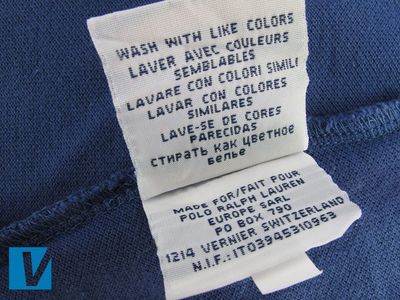 WASH WITH LIKE COLORS
LAVER AVEC COULEURS
SEMBLABLES
LAVARE CON COLORI SIMILI
LAVAR CON COLORES
SIMILARES
LAVE-SE DE CORES
PARECIDAS
СТИРАТЬ КАК ЦВЕТНОЕ
БЕЛЬЕ
MADE FOR/FAIT POUR
POLO RALPH LAUREN
EUROPE SARL
PO BOX 790
1214 VERNIER SWITZERLAND
N.I.F.:IT03945310963
V